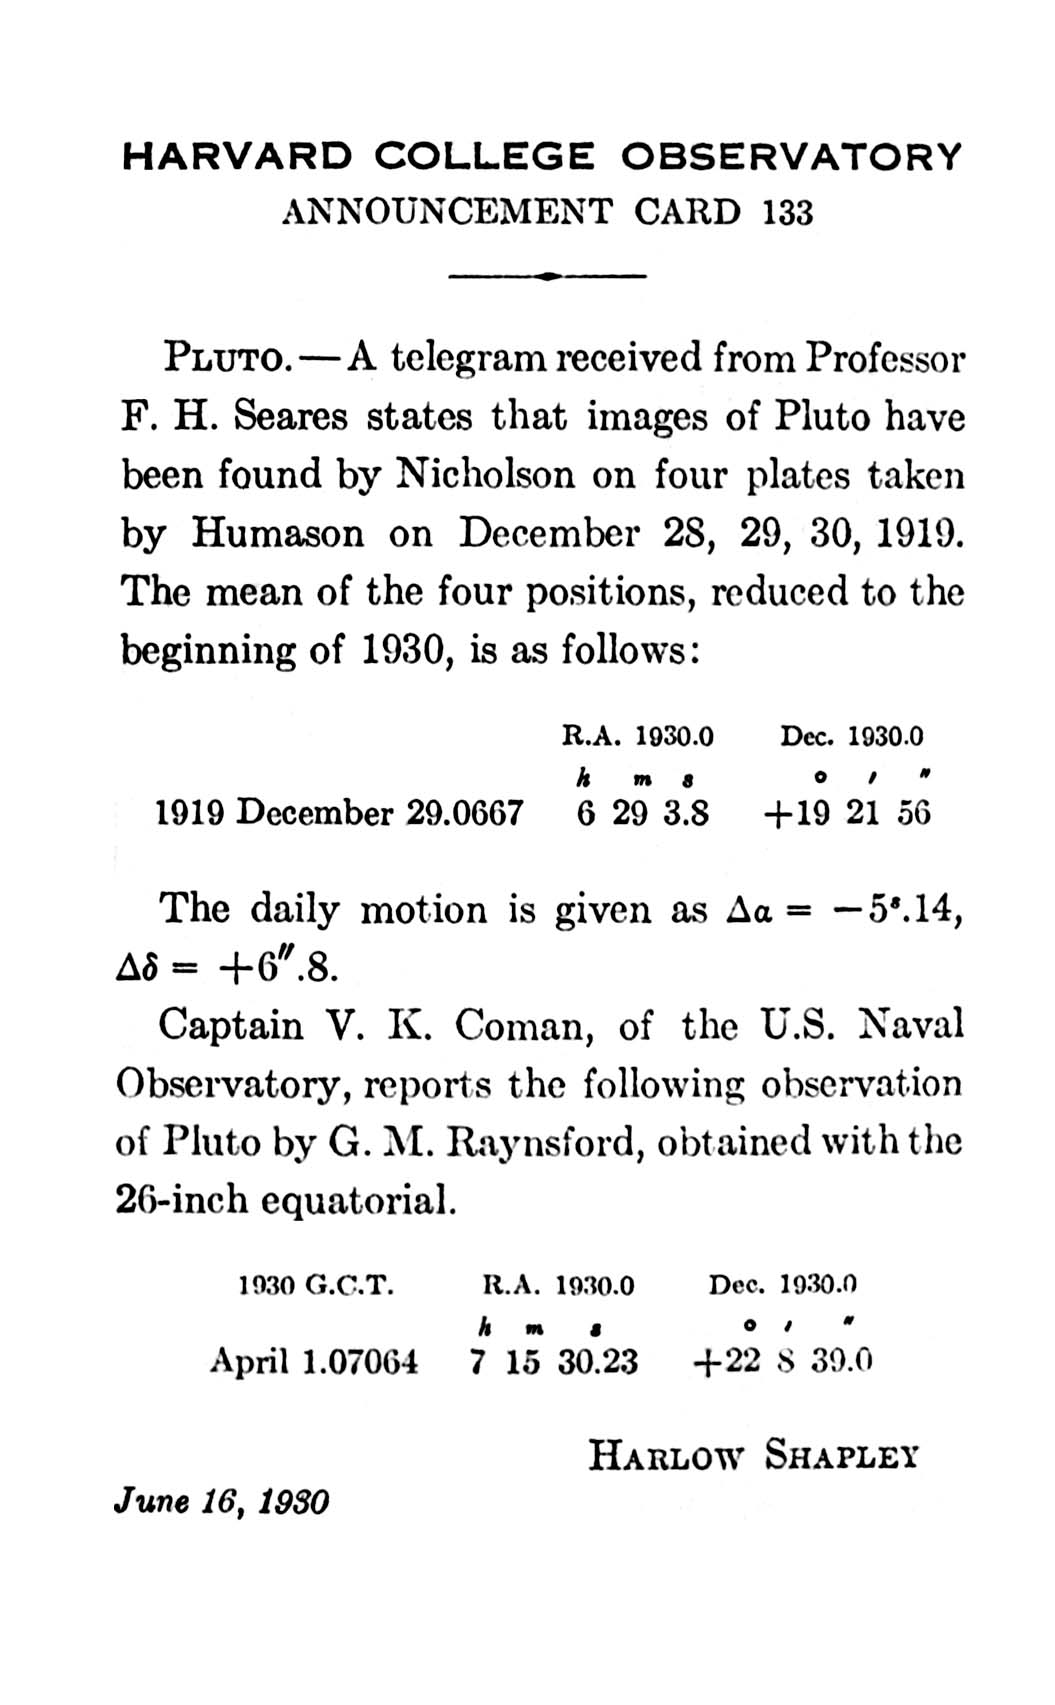 HARVARD COLLEGE OBSERVATORY
ANNOUNCEMENT CARD 133
PLUTO.—A telegram received from Professor
F. H. Seares states that images of Pluto have
been found by Nicholson on four plates taken
by Humason on December 28, 29, 30, 1919.
The mean of the four positions, reduced to the
beginning of 1930, is as follows:
R.A. 1930.0 Dec. 1930.0
h m s ° ′ ″
1919 December 29.0667 6 29 3.8 +19 21 56
The daily motion is given as Δα = −5ˢ.14,
Δδ = +6″.8.
Captain V. K. Coman, of the U.S. Naval
Observatory, reports the following observation
of Pluto by G. M. Raynsford, obtained with the
26-inch equatorial.
1930 G.C.T. R.A. 1930.0 Dec. 1930.0
h m s ° ′ ″
April 1.07064 7 15 30.23 +22 8 39.0
HARLOW SHAPLEY
June 16, 1930